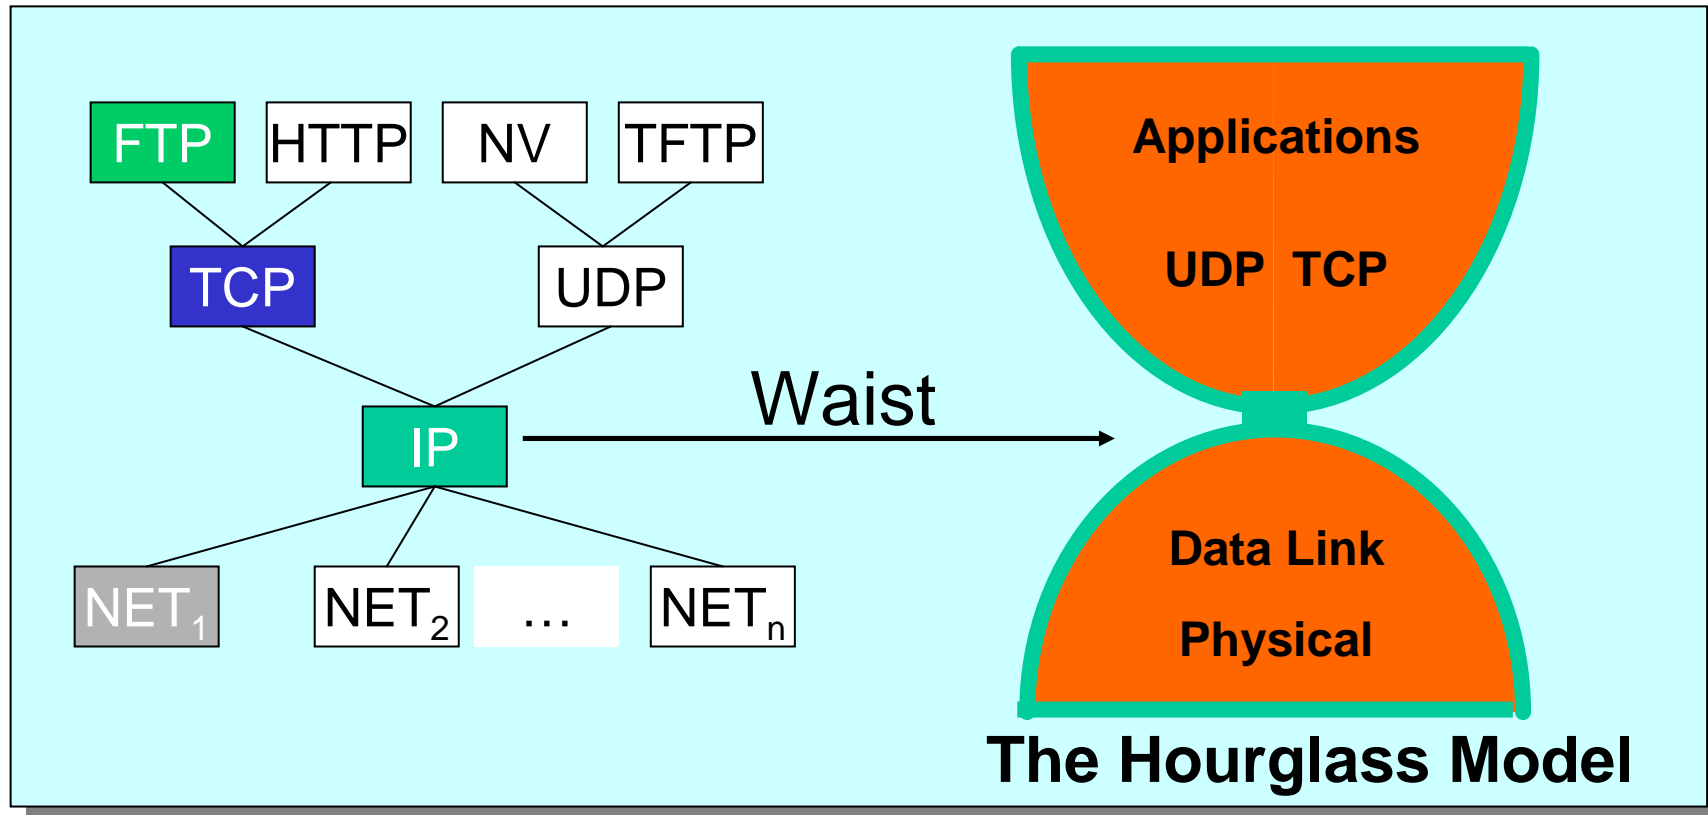 FTP HTTP NV TFTP
TCP UDP
IP
NET1 NET2 … NETn
Waist
Applications
UDP TCP
Data Link
Physical
The Hourglass Model